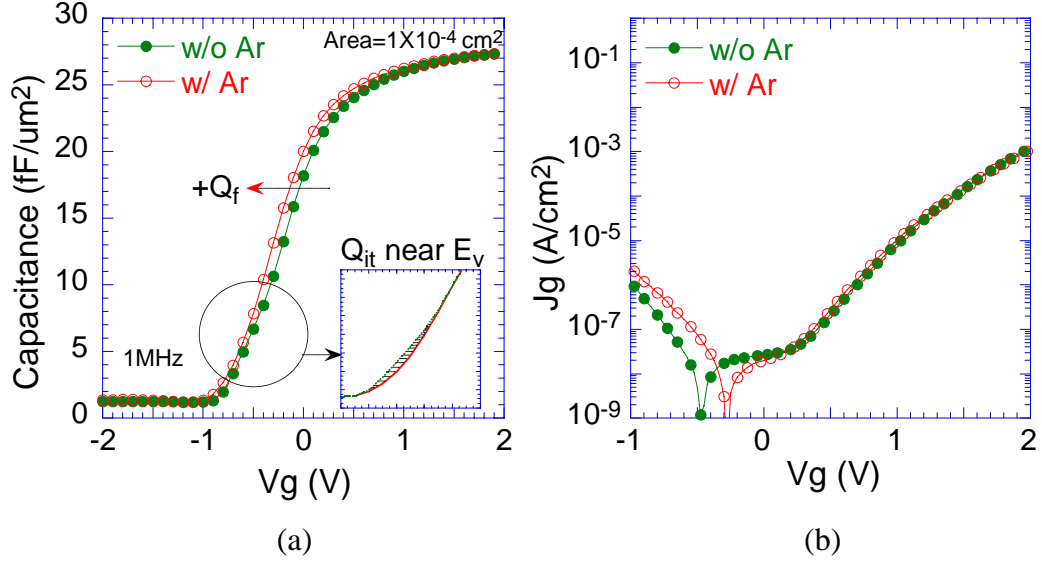 w/o Ar
w/ Ar
Area=1X10-4 cm2
+Qf
Qit near Ev
1MHz
Capacitance (fF/um2)
30
25
20
15
10
5
0
-2
-1
0
1
2
Vg (V)
(a)
w/o Ar
w/ Ar
Jg (A/cm2)
10-1
10-3
10-5
10-7
10-9
-1
0
1
2
Vg (V)
(b)